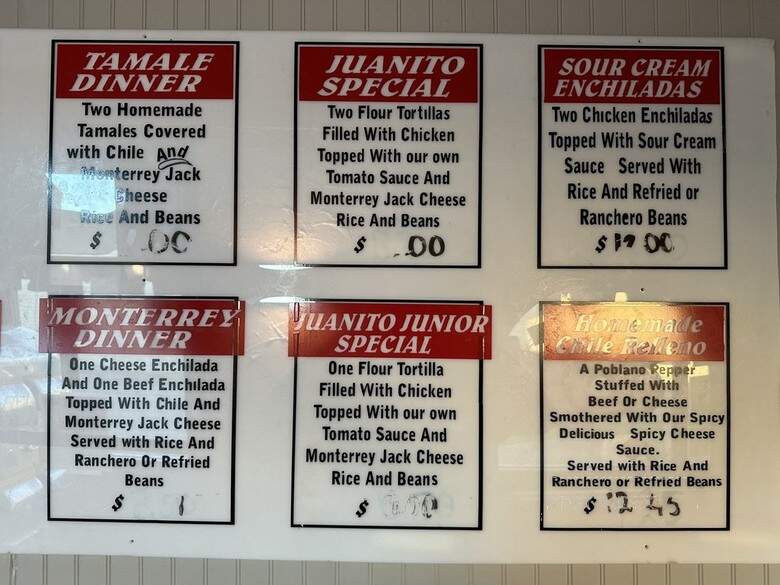 TAMALE
DINNER
Two Homemade
Tamales Covered
with Chile And
Monterrey Jack
Cheese
Rice And Beans
$ .00
JUANITO
SPECIAL
Two Flour Tortillas
Filled With Chicken
Topped With our own
Tomato Sauce And
Monterrey Jack Cheese
Rice And Beans
$ .00
SOUR CREAM
ENCHILADAS
Two Chicken Enchiladas
Topped With Sour Cream
Sauce Served With
Rice And Refried or
Ranchero Beans
$ 00
MONTERREY
DINNER
One Cheese Enchilada
And One Beef Enchilada
Topped With Chile And
Monterrey Jack Cheese
Served with Rice And
Ranchero Or Refried
Beans
$
JUANITO JUNIOR
SPECIAL
One Flour Tortilla
Filled With Chicken
Topped With our own
Tomato Sauce And
Monterrey Jack Cheese
Rice And Beans
$
Homemade
Chile Relleno
A Poblano Pepper
Stuffed With
Beef Or Cheese
Smothered With Our Spicy
Delicious Spicy Cheese
Sauce.
Served with Rice And
Ranchero or Refried Beans
$ 12 45